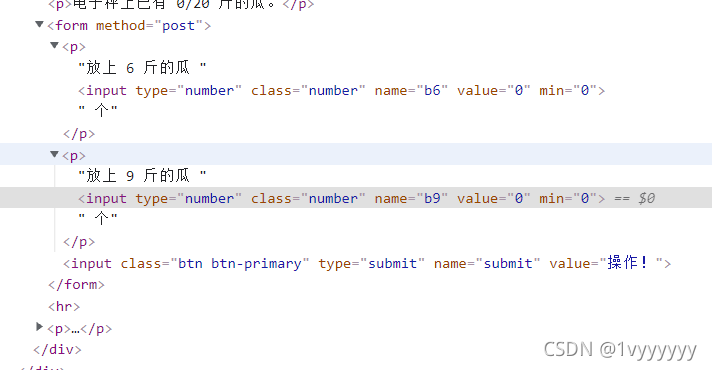 <p>电子秤上已有 0/20 斤的瓜。</p>
▼<form method="post">
▼<p>
"放上 6 斤的瓜 "
<input type="number" class="number" name="b6" value="0" min="0">
" 个"
</p>
▼<p>
"放上 9 斤的瓜 "
<input type="number" class="number" name="b9" value="0" min="0"> == $0
" 个"
</p>
<input class="btn btn-primary" type="submit" name="submit" value="操作！">
</form>
<hr>
▶<p>…</p>
</div>
</div>
CSDN @1vyyyyyy